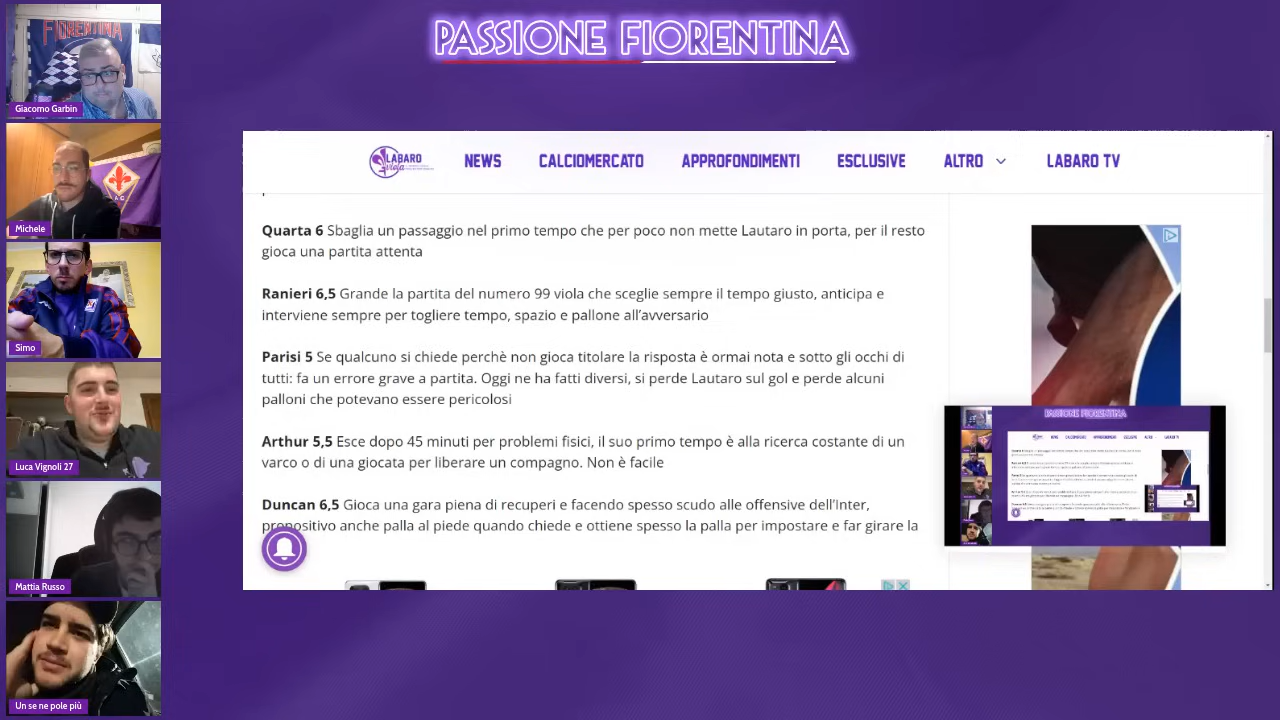 PASSIONE FIORENTINA
FIORENTINA
Giacomo Garbin
Michele
Simo
Luca Vignoli 27
Mattia Russo
Un se ne pole più
LABARO
NEWS
CALCIOMERCATO
APPROFONDIMENTI
ESCLUSIVE
ALTRO
LABARO TV
Quarta 6 Sbaglia un passaggio nel primo tempo che per poco non mette Lautaro in porta, per il resto
gioca una partita attenta
Ranieri 6,5 Grande la partita del numero 99 viola che sceglie sempre il tempo giusto, anticipa e
interviene sempre per togliere tempo, spazio e pallone all’avversario
Parisi 5 Se qualcuno si chiede perchè non gioca titolare la risposta è ormai nota e sotto gli occhi di
tutti: fa un errore grave a partita. Oggi ne ha fatti diversi, si perde Lautaro sul gol e perde alcuni
palloni che potevano essere pericolosi
Arthur 5,5 Esce dopo 45 minuti per problemi fisici, il suo primo tempo è alla ricerca costante di un
varco o di una giocata per liberare un compagno. Non è facile
Duncan 6,5 Gioca una gara piena di recuperi e facendo spesso scudo alle offensive dell’Inter,
propositivo anche palla al piede quando chiede e ottiene spesso la palla per impostare e far girare la
PASSIONE FIORENTINA